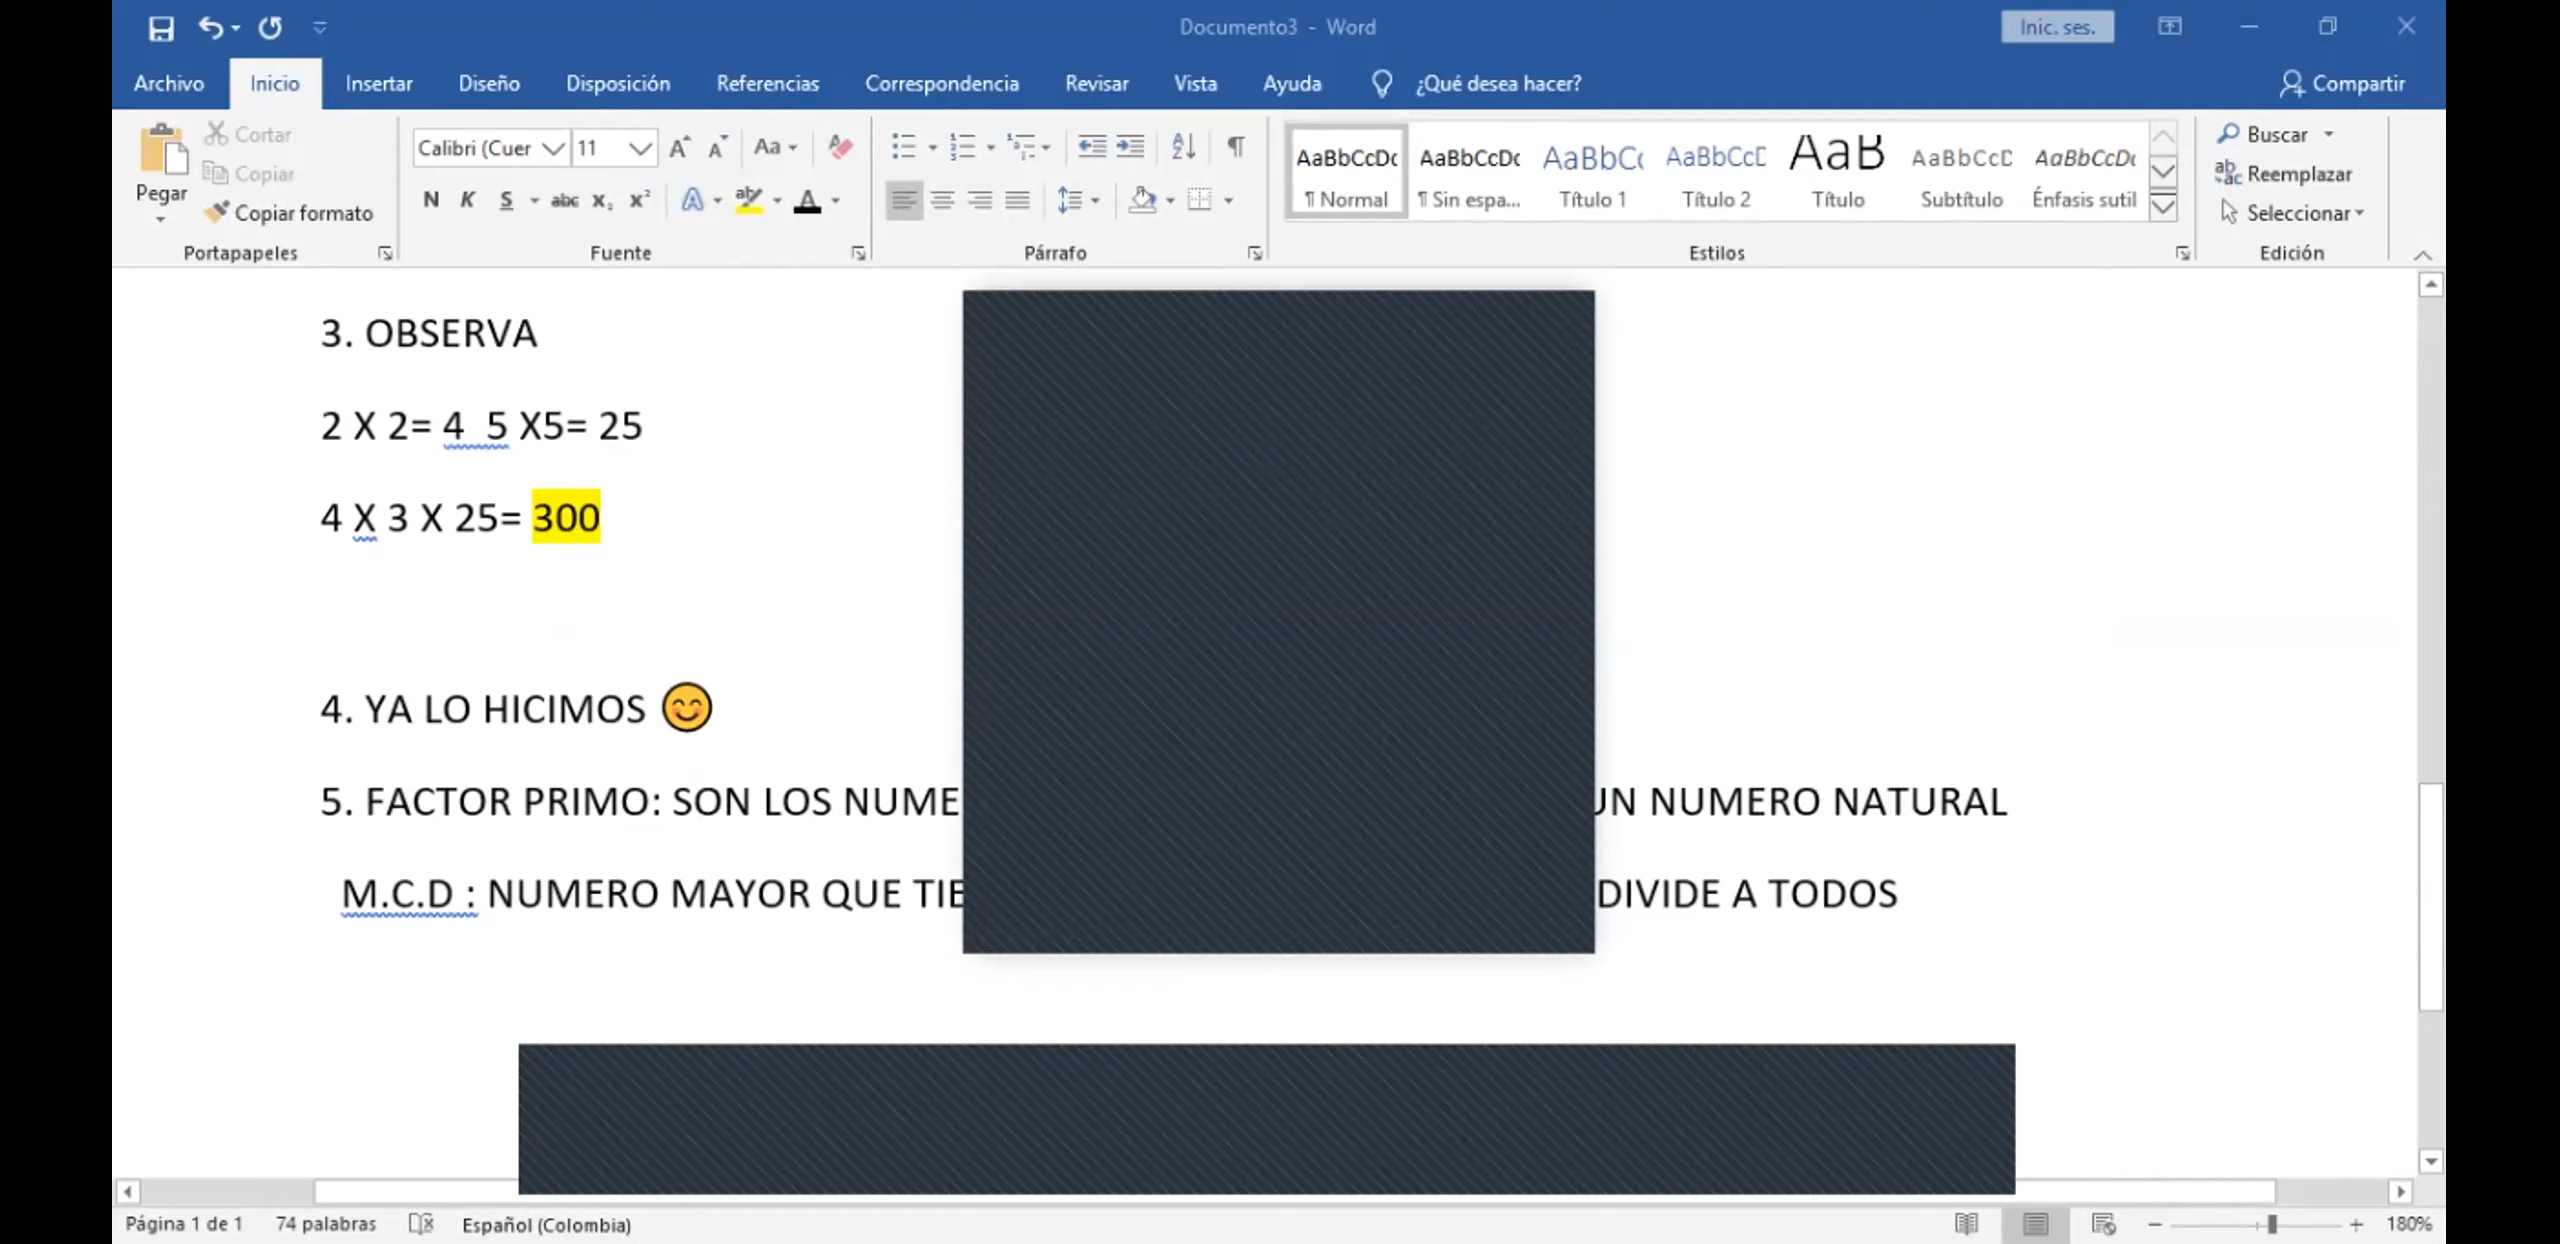 Documento3 - Word
Inic. ses.
Archivo Inicio Insertar Diseño Disposición Referencias Correspondencia Revisar Vista Ayuda ¿Qué desea hacer? Compartir
Pegar
Cortar
Copiar
Copiar formato
Portapapeles
Calibri (Cuer 11
Aa
N K S abc x₂ x²
Fuente
Párrafo
AaBbCcDc AaBbCcDc AaBbC AaBbCcD AaB AaBbCcD AaBbCcDc
¶ Normal ¶ Sin espa... Título 1 Título 2 Título Subtítulo Énfasis sutil
Estilos
Buscar
Reemplazar
Seleccionar
Edición
3. OBSERVA
2 X 2= 4 5 X5= 25
4 X 3 X 25= 300
4. YA LO HICIMOS 😊
5. FACTOR PRIMO: SON LOS NUME UN NUMERO NATURAL
M.C.D : NUMERO MAYOR QUE TIE DIVIDE A TODOS
Página 1 de 1 74 palabras Español (Colombia) 180%